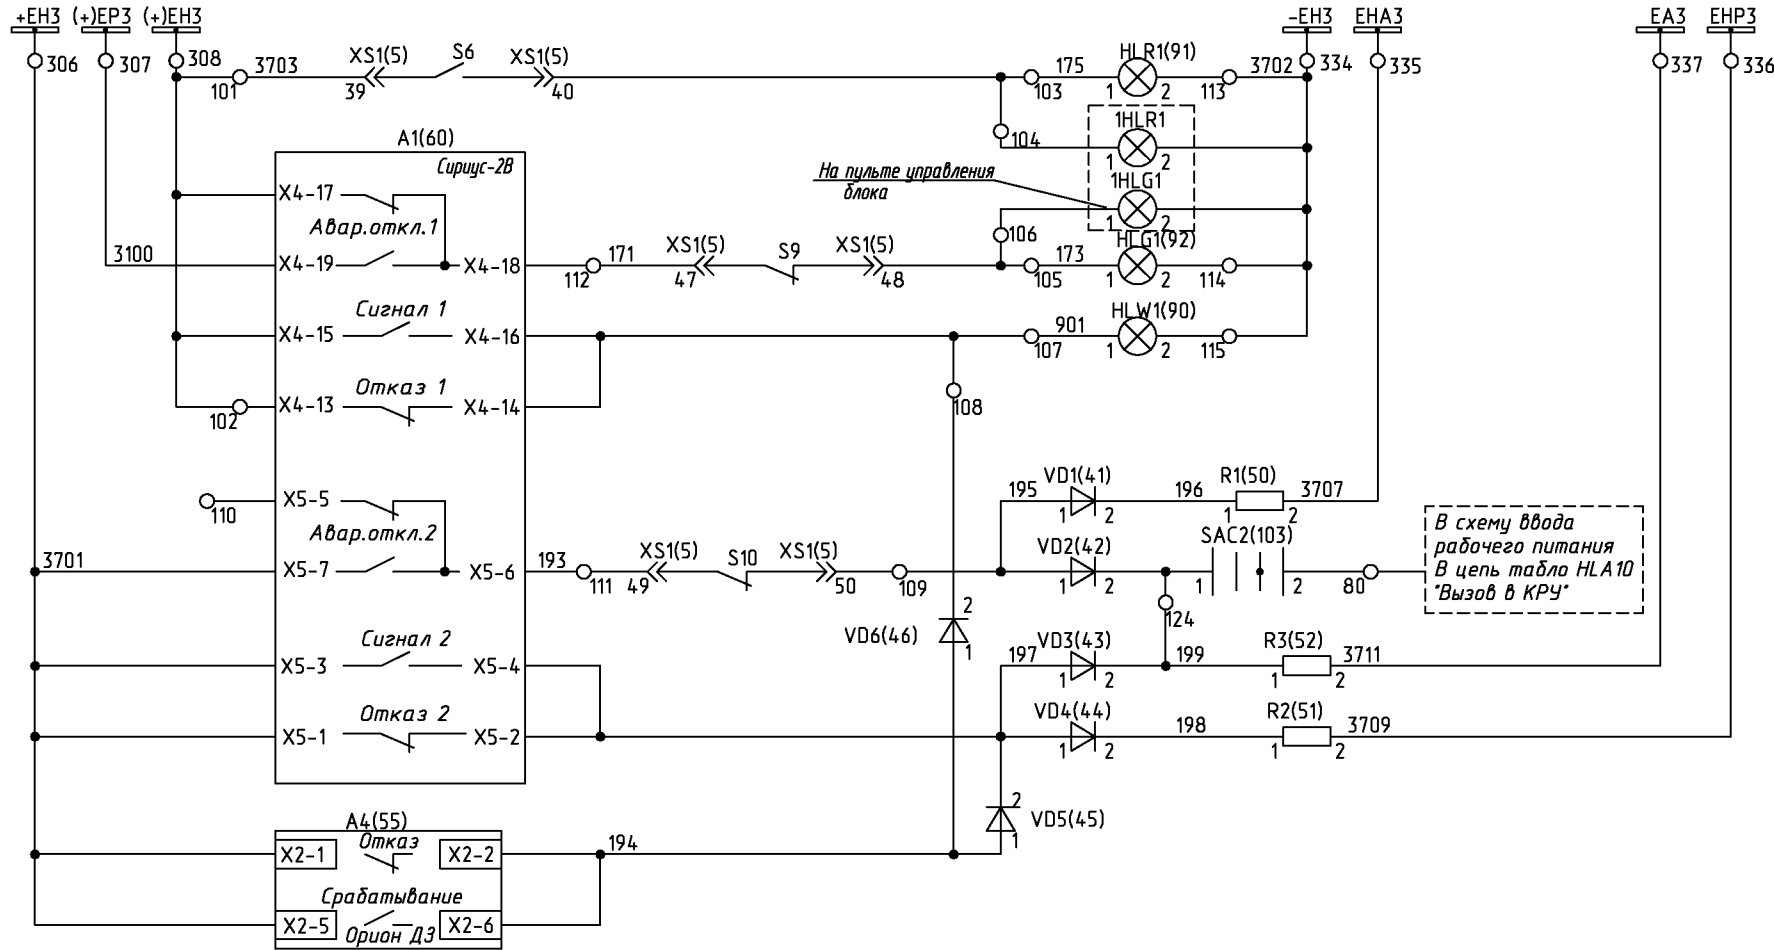 +EH3 (+)EP3 (+)EH3 -EH3 EHA3 EA3 EHP3
306 307 308 334 335 337 336
101 3703 XS1(5) 39 S6 XS1(5) 40 103 175 HLR1(91) 1 2 113 3702
104 1HLR1 1 2
A1(60)
Сириус-2В
На пульте управления
блока
X4-17
1HLG1 1 2
Авар.откл.1
106
3100 X4-19 X4-18 112 171 XS1(5) 47 S9 XS1(5) 48 105 173 HLG1(92) 1 2 114
Сигнал 1
X4-15 X4-16 107 901 HLW1(90) 1 2 115
Отказ 1
102 X4-13 X4-14 108
110 X5-5 195 VD1(41) 1 2 196 R1(50) 1 2 3707
Авар.откл.2
3701 X5-7 X5-6 193 111 XS1(5) 49 S10 XS1(5) 50 109 VD2(42) 1 2 SAC2(103) 1 2 80
В схему ввода
рабочего питания
В цепь табло HLA10
"Вызов в КРУ"
124
VD6(46) 2 1
Сигнал 2
X5-3 X5-4 197 VD3(43) 1 2 199 R3(52) 1 2 3711
Отказ 2
X5-1 X5-2 VD4(44) 1 2 198 R2(51) 1 2 3709
VD5(45) 2 1
A4(55)
Отказ
X2-1 X2-2 194
Срабатывание
X2-5 X2-6
Орион ДЗ